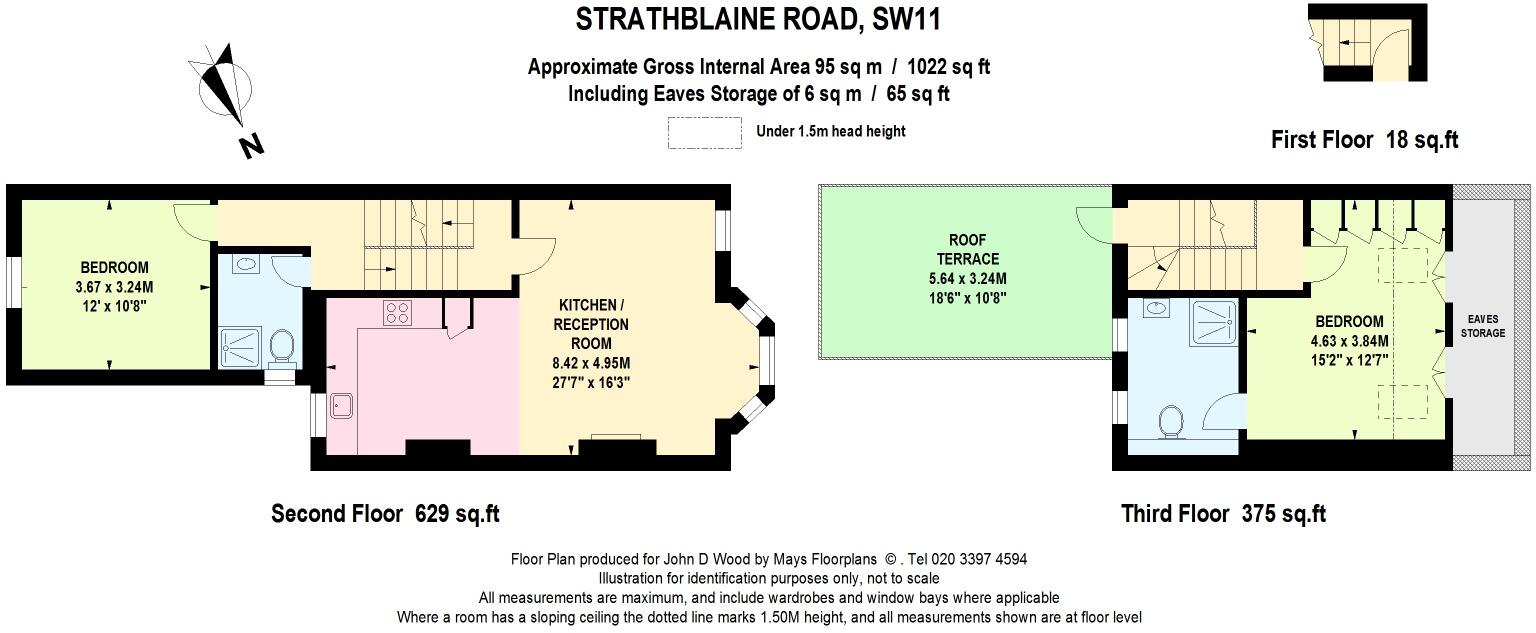 STRATHBLAINE ROAD, SW11
Approximate Gross Internal Area 95 sq m / 1022 sq ft
Including Eaves Storage of 6 sq m / 65 sq ft
Under 1.5m head height
N
First Floor 18 sq.ft
BEDROOM
3.67 x 3.24M
12' x 10'8"
KITCHEN /
RECEPTION
ROOM
8.42 x 4.95M
27'7" x 16'3"
Second Floor 629 sq.ft
ROOF
TERRACE
5.64 x 3.24M
18'6" x 10'8"
BEDROOM
4.63 x 3.84M
15'2" x 12'7"
EAVES
STORAGE
Third Floor 375 sq.ft
Floor Plan produced for John D Wood by Mays Floorplans © . Tel 020 3397 4594
Illustration for identification purposes only, not to scale
All measurements are maximum, and include wardrobes and window bays where applicable
Where a room has a sloping ceiling the dotted line marks 1.50M height, and all measurements shown are at floor level